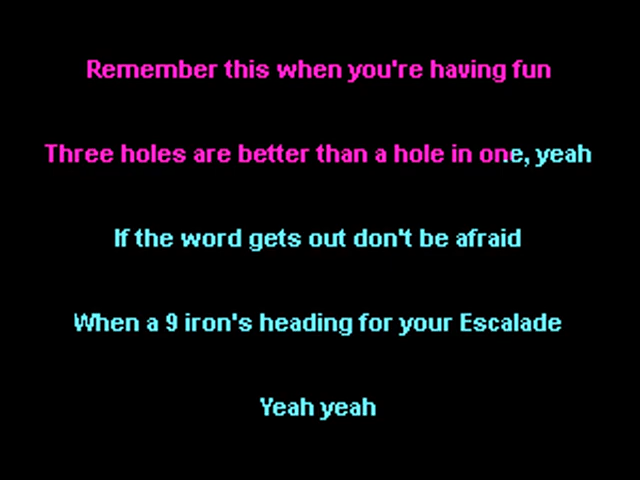 Remember this when you're having fun
Three holes are better than a hole in one, yeah
If the word gets out don't be afraid
When a 9 iron's heading for your Escalade
Yeah yeah